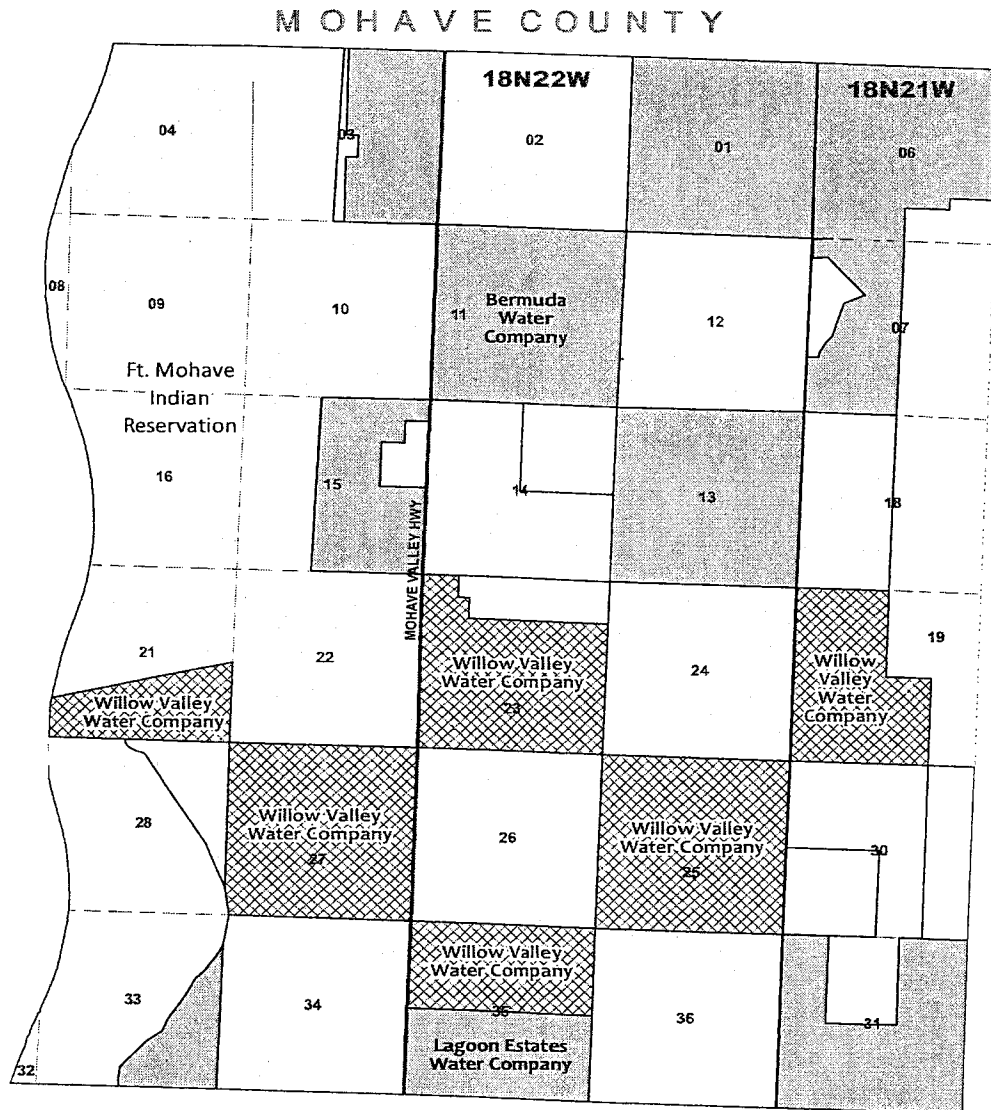 MOHAVE COUNTY
18N22W
18N21W
04
03
02
01
06
08
09
10
11
Bermuda
Water
Company
12
07
Ft. Mohave
Indian
Reservation
16
15
14
13
18
MOHAVE VALLEY HWY
21
22
Willow Valley
Water Company
23
24
Willow
Valley
Water
Company
19
Willow Valley
Water Company
28
Willow Valley
Water Company
27
26
Willow Valley
Water Company
25
30
Willow Valley
Water Company
35
33
34
36
31
32
Lagoon Estates
Water Company